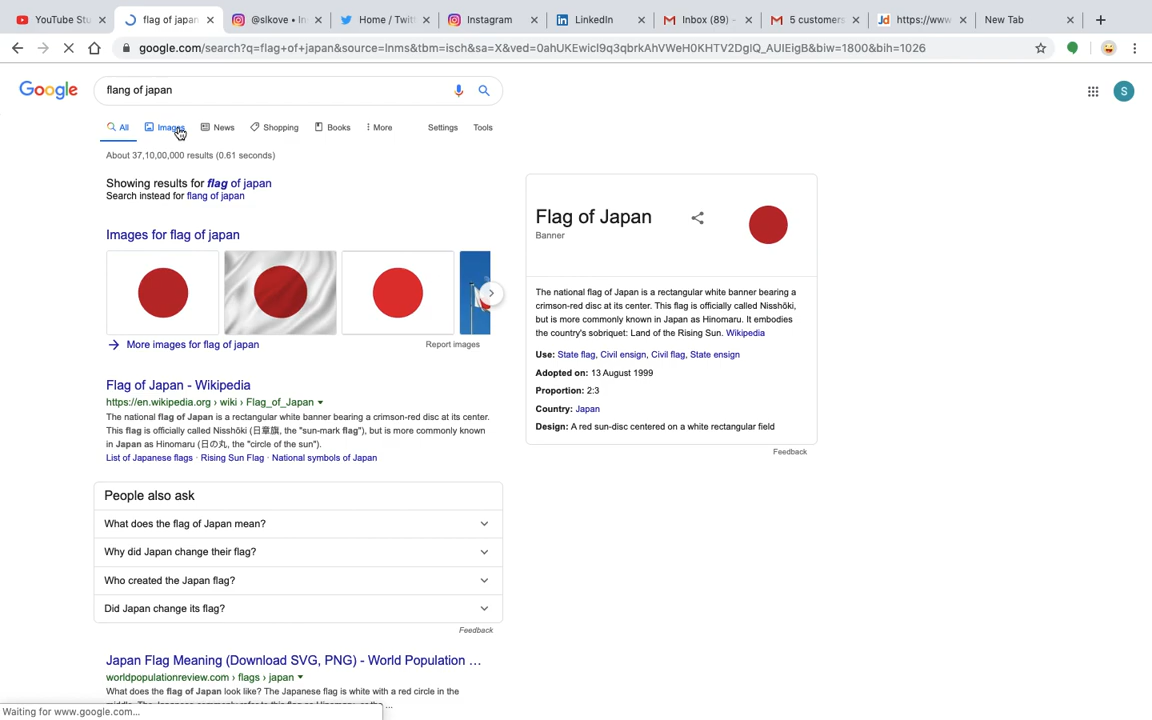 YouTube Stu
flag of japan
@slkove • In
Home / Twitt
Instagram
LinkedIn
Inbox (89) -
5 customers
https://www
New Tab
google.com/search?q=flag+of+japan&source=lnms&tbm=isch&sa=X&ved=0ahUKEwicl9q3qbrkAhVWeH0KHTV2DgIQ_AUIEigB&biw=1800&bih=1026
Google
flang of japan
S
All Images News Shopping Books More Settings Tools
About 37,10,00,000 results (0.61 seconds)
Showing results for flag of japan
Search instead for flang of japan
Images for flag of japan
More images for flag of japan
Report images
Flag of Japan - Wikipedia
https://en.wikipedia.org › wiki › Flag_of_Japan
The national flag of Japan is a rectangular white banner bearing a crimson-red disc at its center.
This flag is officially called Nisshōki (日章旗, the "sun-mark flag"), but is more commonly known
in Japan as Hinomaru (日の丸, the "circle of the sun").
List of Japanese flags · Rising Sun Flag · National symbols of Japan
People also ask
What does the flag of Japan mean?
Why did Japan change their flag?
Who created the Japan flag?
Did Japan change its flag?
Feedback
Japan Flag Meaning (Download SVG, PNG) - World Population ...
worldpopulationreview.com › flags › japan
What does the flag of Japan look like? The Japanese flag is white with a red circle in the
Flag of Japan
Banner
The national flag of Japan is a rectangular white banner bearing a
crimson-red disc at its center. This flag is officially called Nisshōki,
but is more commonly known in Japan as Hinomaru. It embodies
the country's sobriquet: Land of the Rising Sun. Wikipedia
Use: State flag, Civil ensign, Civil flag, State ensign
Adopted on: 13 August 1999
Proportion: 2:3
Country: Japan
Design: A red sun-disc centered on a white rectangular field
Feedback
Waiting for www.google.com...